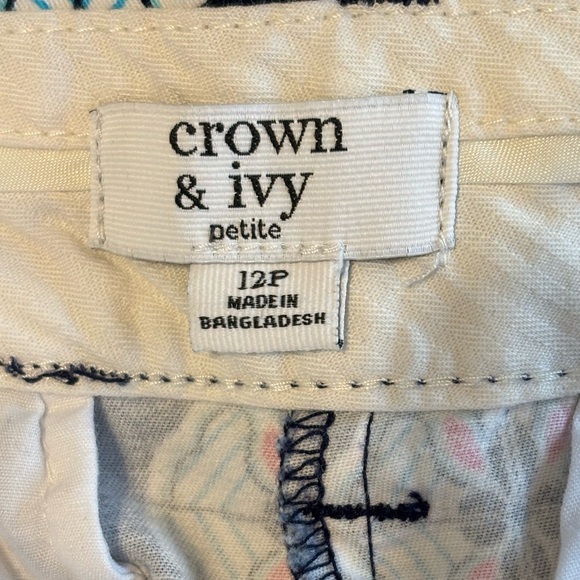 crown
& ivy
petite
12P
MADE IN
BANGLADESH